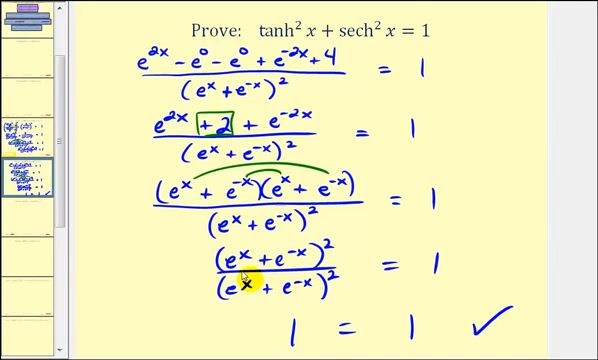 Prove: tanh² x + sech² x = 1
e^2x - e^0 - e^0 + e^-2x + 4
(e^x + e^-x)² = 1
e^2x + 2 + e^-2x
(e^x + e^-x)² = 1
(e^x + e^-x)(e^x + e^-x)
(e^x + e^-x)² = 1
(e^x + e^-x)²
(e^x + e^-x)² = 1
1 = 1 ✓